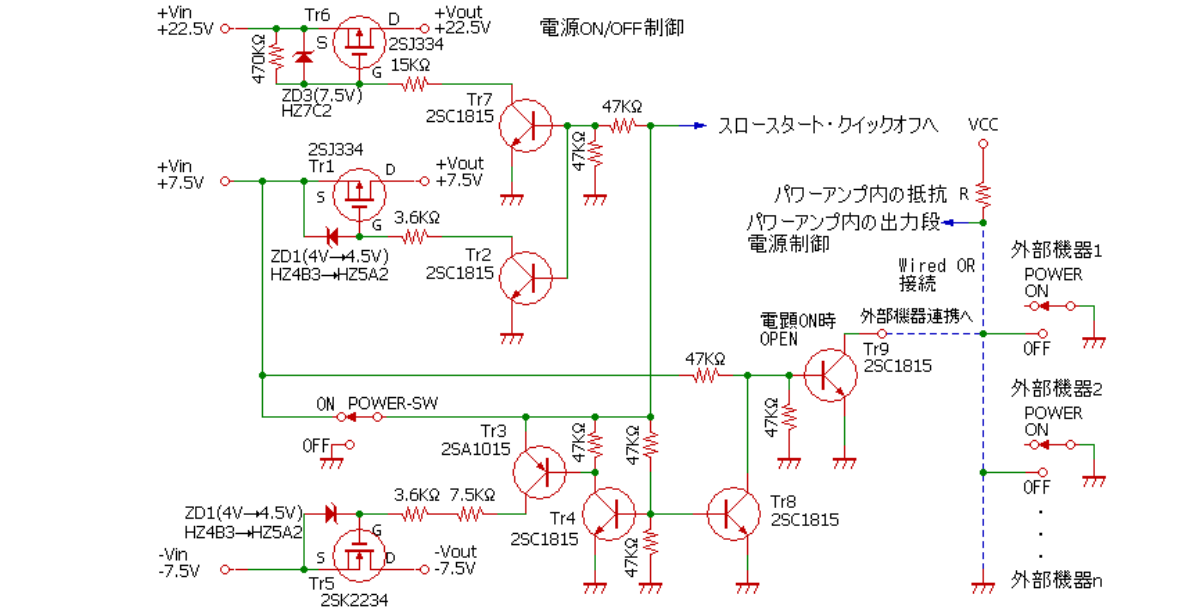 電源ON/OFF制御
+Vin
+22.5V
Tr6
S
D
G
+Vout
+22.5V
2SJ334
470KΩ
15KΩ
ZD3(7.5V)
HZ7C2
Tr7
2SC1815
47KΩ
47KΩ
スロースタート・クイックオフへ
VCC
2SJ334
Tr1
+Vin
+7.5V
S
D
G
+Vout
+7.5V
3.6KΩ
ZD1(4V→4.5V)
HZ4B3→HZ5A2
Tr2
2SC1815
パワーアンプ内の抵抗 R
パワーアンプ内の出力段
電源制御
Wired OR
接続
外部機器1
POWER
ON
OFF
電顕ON時
OPEN
外部機器連携へ
Tr9
2SC1815
47KΩ
47KΩ
外部機器2
POWER
ON
OFF
ON POWER-SW
OFF
Tr3
2SA1015
47KΩ
47KΩ
3.6KΩ 7.5KΩ
ZD1(4V→4.5V)
HZ4B3→HZ5A2
G
S
D
-Vin
-7.5V
Tr5
2SK2234
-Vout
-7.5V
Tr4
2SC1815
47KΩ
Tr8
2SC1815
外部機器n